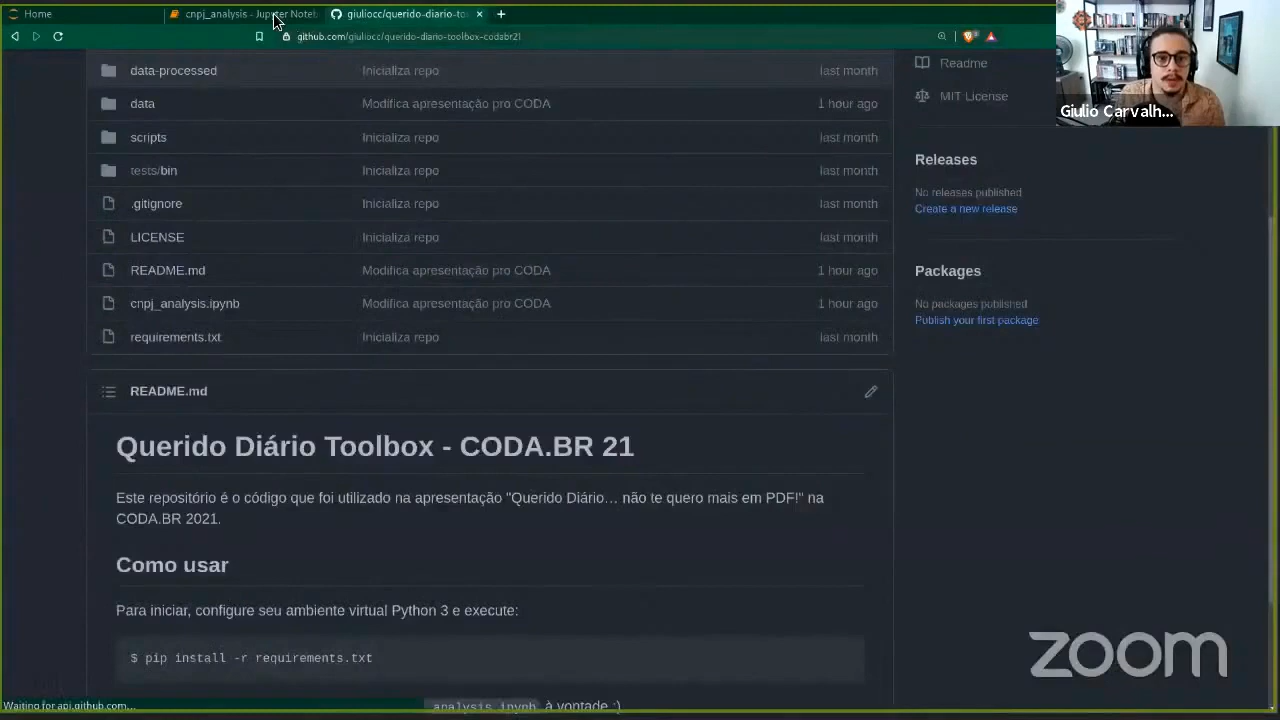 Home
cnpj_analysis - Jupyter Noteb
giuliocc/querido-diario-to
github.com/giuliocc/querido-diario-toolbox-codabr21
data-processed Inicializa repo last month
data Modifica apresentação pro CODA 1 hour ago
scripts Inicializa repo last month
tests/bin Inicializa repo last month
.gitignore Inicializa repo last month
LICENSE Inicializa repo last month
README.md Modifica apresentação pro CODA 1 hour ago
cnpj_analysis.ipynb Modifica apresentação pro CODA 1 hour ago
requirements.txt Inicializa repo last month
Readme
MIT License
Releases
No releases published
Create a new release
Packages
No packages published
Publish your first package
Giulio Carvalh...
README.md
Querido Diário Toolbox - CODA.BR 21
Este repositório é o código que foi utilizado na apresentação "Querido Diário… não te quero mais em PDF!" na
CODA.BR 2021.
Como usar
Para iniciar, configure seu ambiente virtual Python 3 e execute:
$ pip install -r requirements.txt
analysis.ipynb à vontade :)
Waiting for api.github.com...
zoom